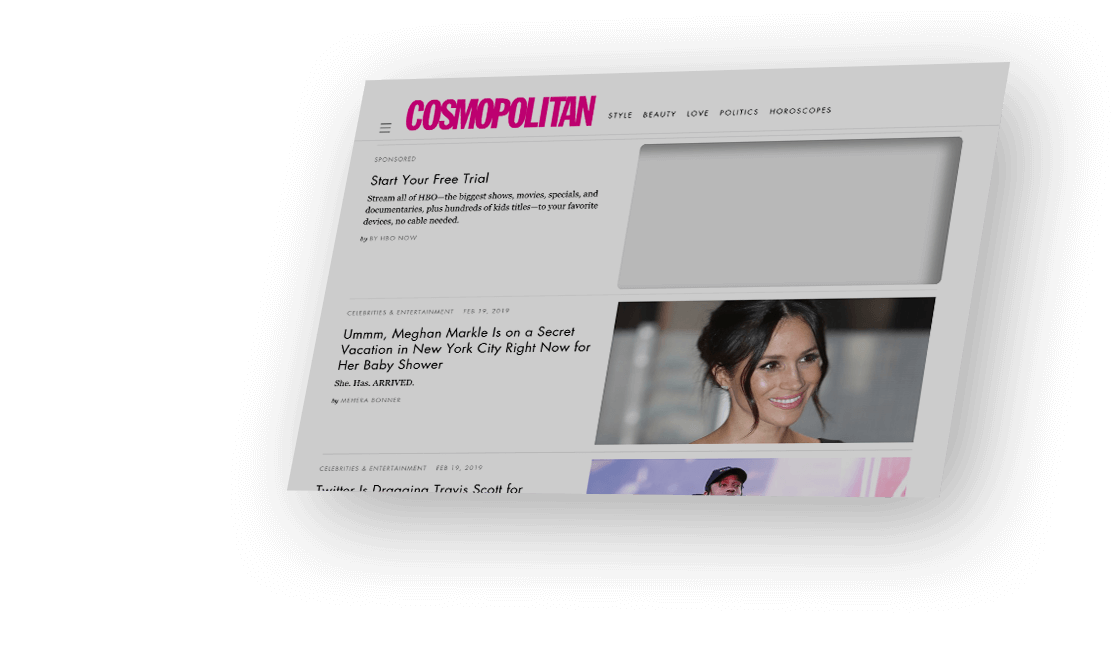 COSMOPOLITAN
STYLE BEAUTY LOVE POLITICS HOROSCOPES
SPONSORED
Start Your Free Trial
Stream all of HBO—the biggest shows, movies, specials, and
documentaries, plus hundreds of kids titles—to your favorite
devices, no cable needed.
by BY HBO NOW
CELEBRITIES & ENTERTAINMENT FEB 19, 2019
Ummm, Meghan Markle Is on a Secret
Vacation in New York City Right Now for
Her Baby Shower
She. Has. ARRIVED.
by MEHERA BONNER
CELEBRITIES & ENTERTAINMENT FEB 19, 2019
Twitter Is Dragging Travis Scott for